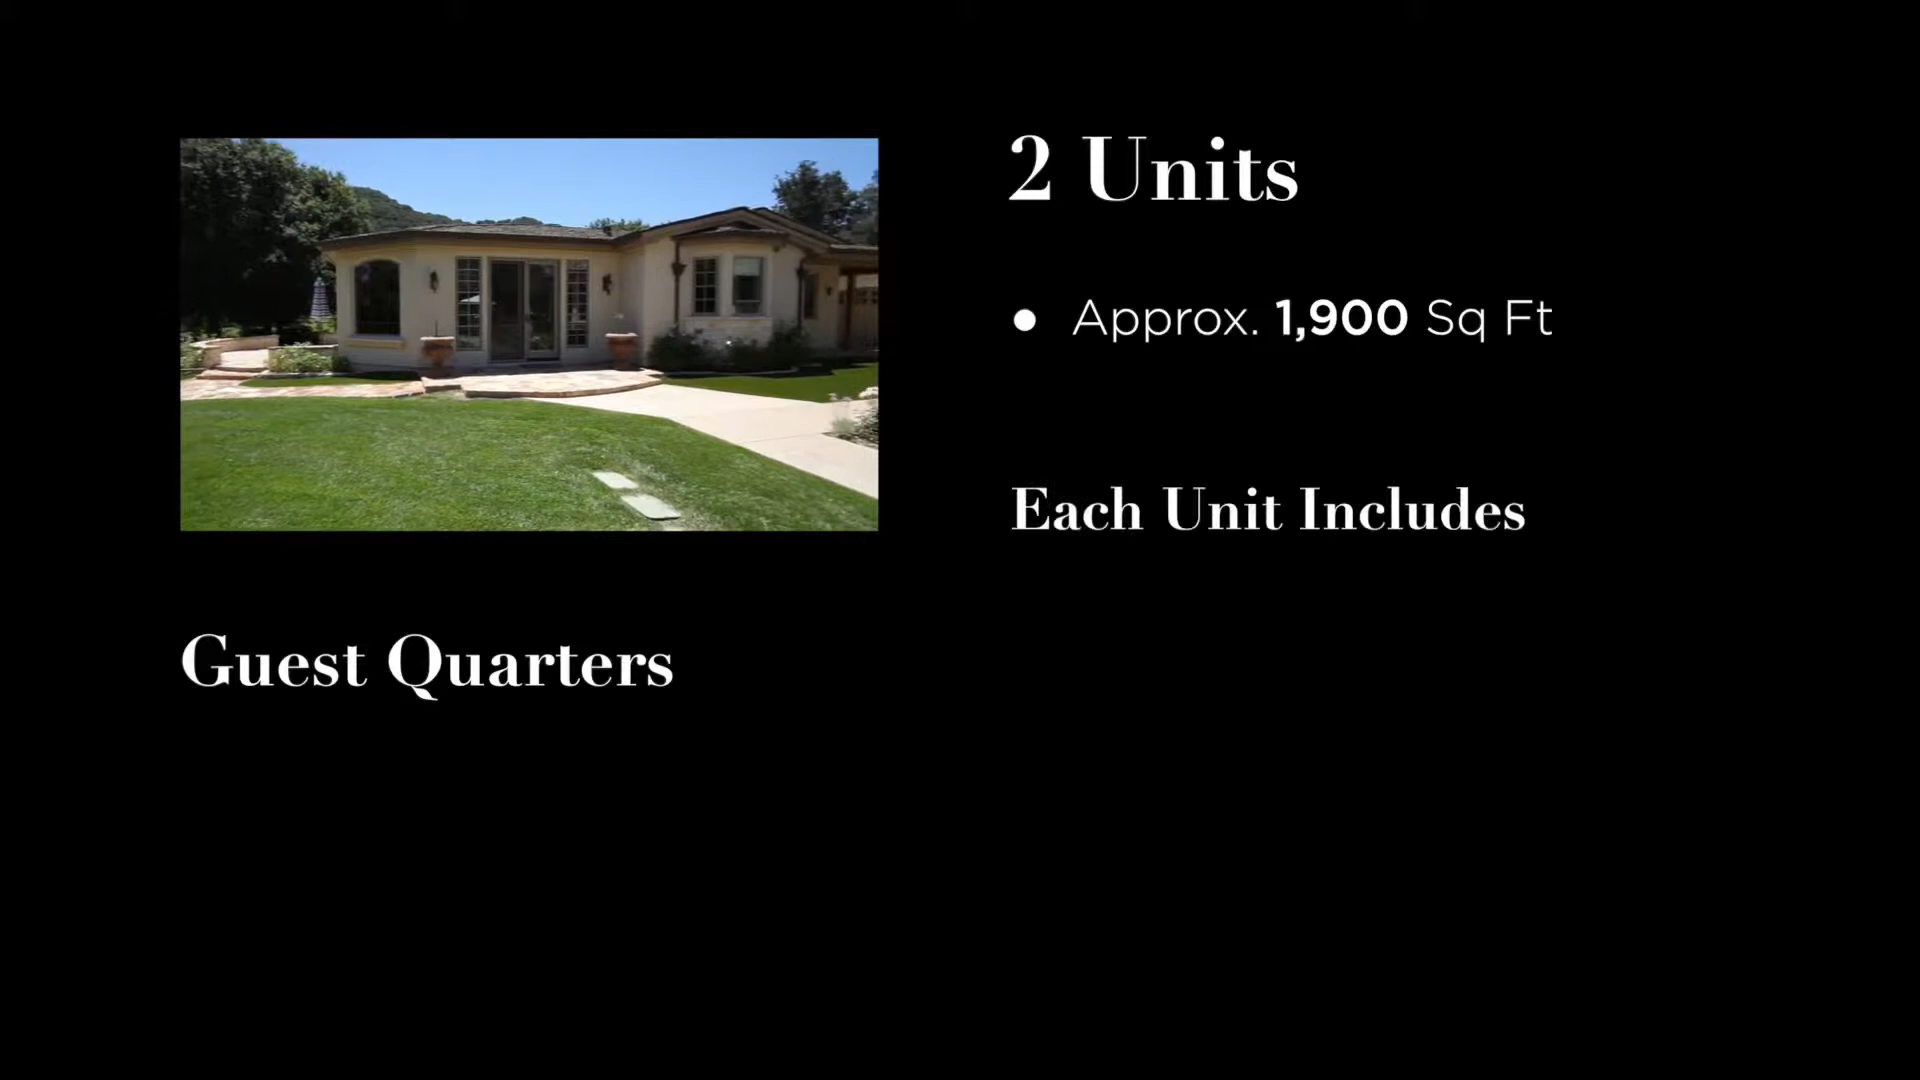 2 Units
• Approx. 1,900 Sq Ft
Each Unit Includes
Guest Quarters